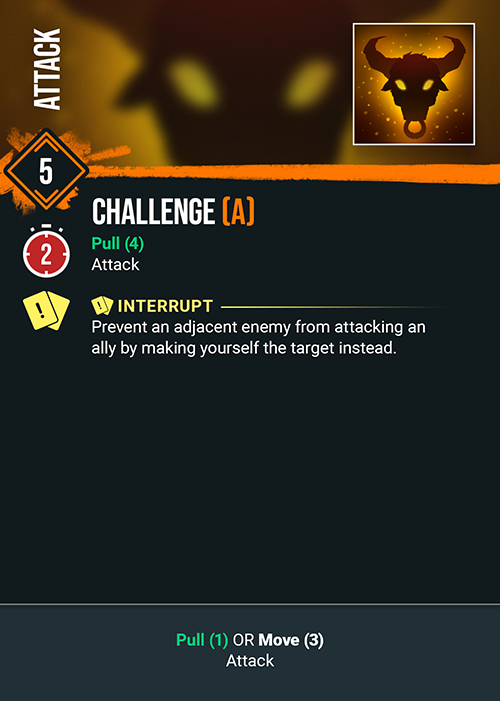 ATTACK
5
CHALLENGE (A)
2
Pull (4)
Attack
! ! INTERRUPT
Prevent an adjacent enemy from attacking an
ally by making yourself the target instead.
Pull (1) OR Move (3)
Attack